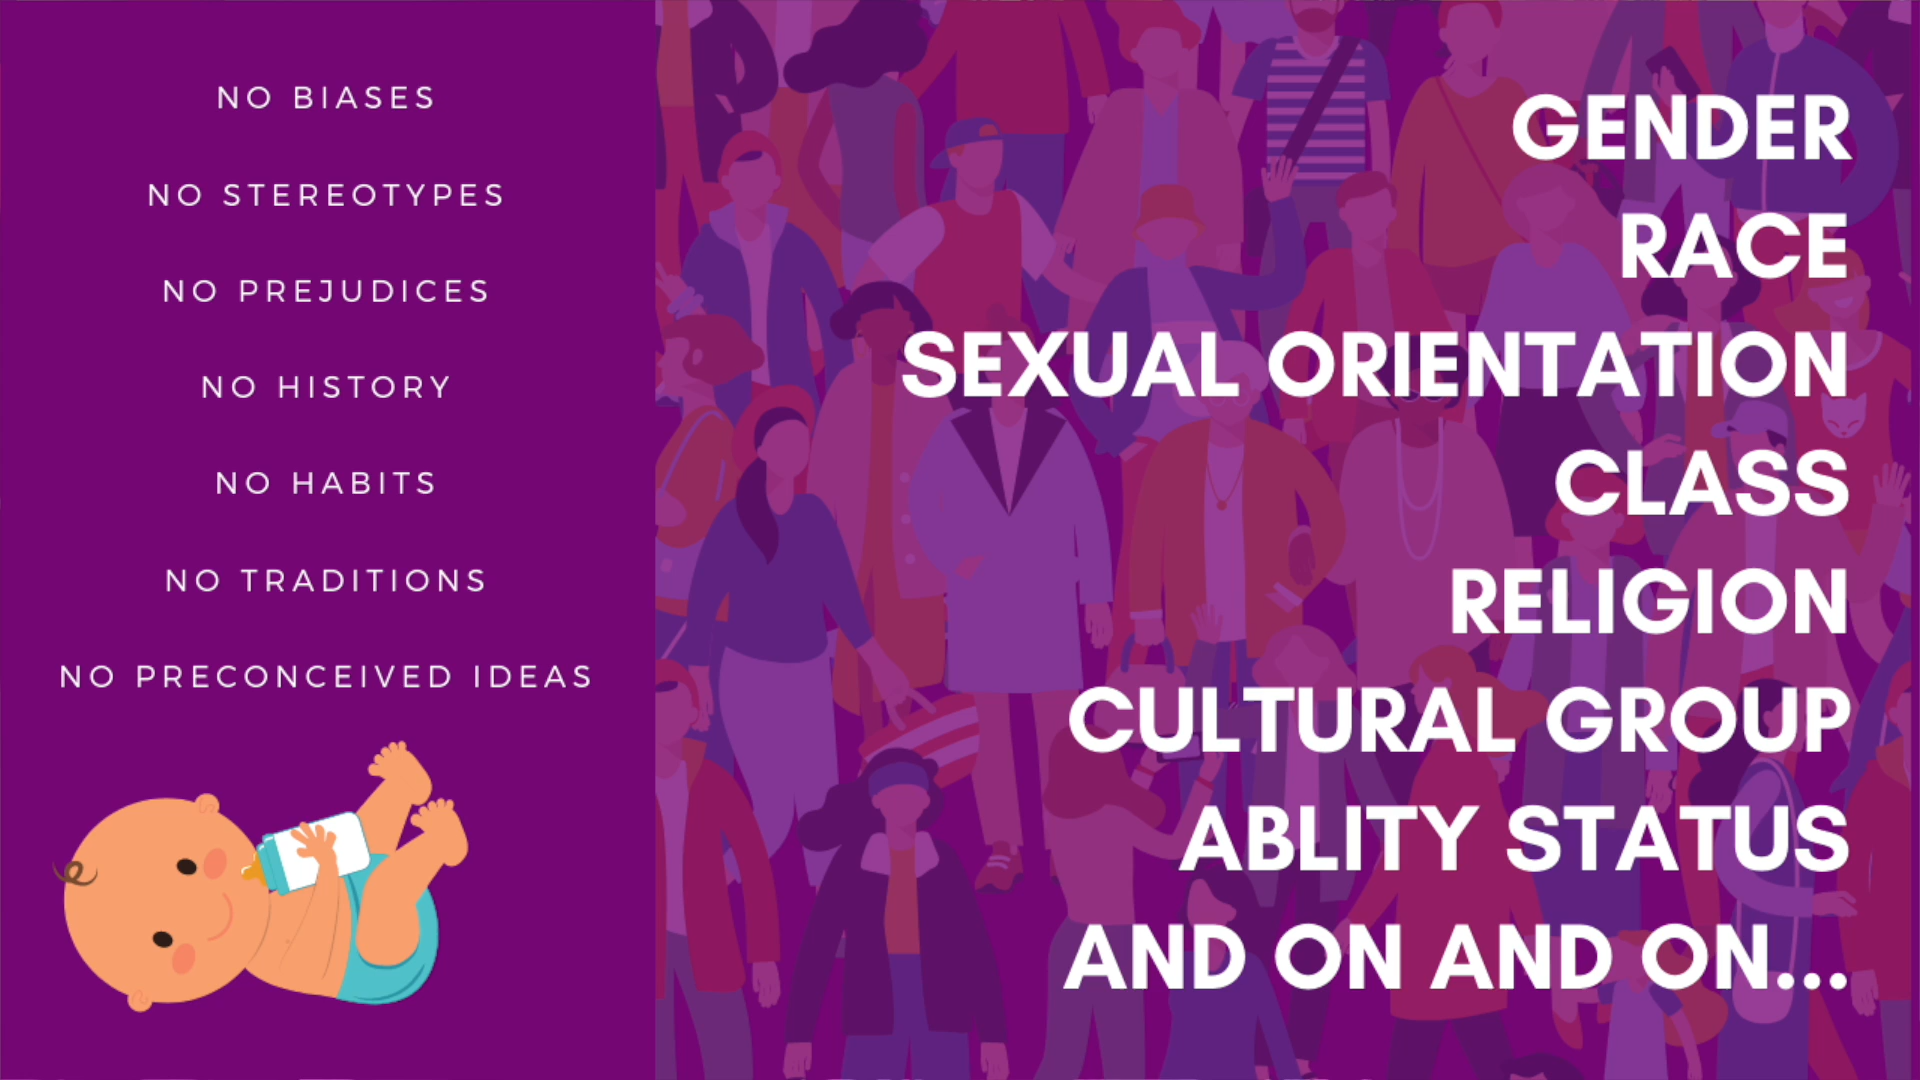 NO BIASES
NO STEREOTYPES
NO PREJUDICES
NO HISTORY
NO HABITS
NO TRADITIONS
NO PRECONCEIVED IDEAS
GENDER
RACE
SEXUAL ORIENTATION
CLASS
RELIGION
CULTURAL GROUP
ABLITY STATUS
AND ON AND ON...